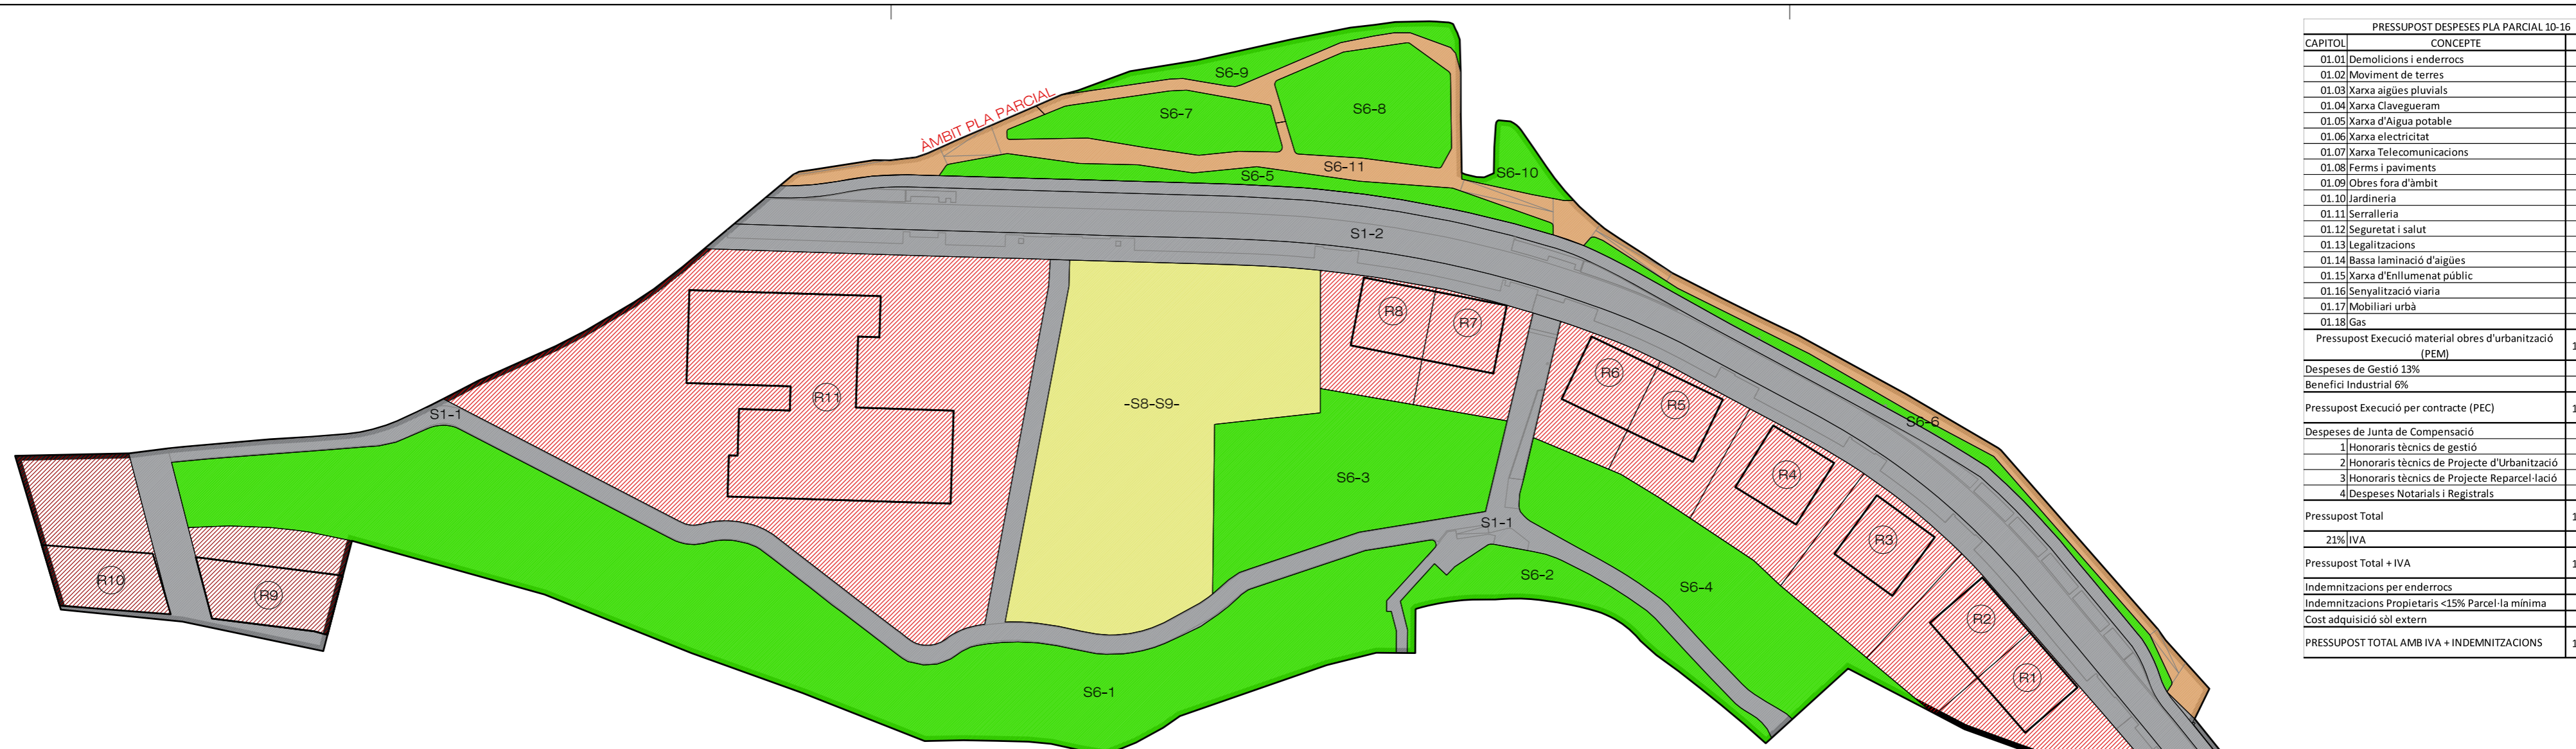 PRESSUPOST DESPESES PLA PARCIAL 10-16
CAPITOL CONCEPTE
01.01 Demolicions i enderrocs
01.02 Moviment de terres
01.03 Xarxa aigües pluvials
01.04 Xarxa Clavegueram
01.05 Xarxa d'Aigua potable
01.06 Xarxa electricitat
01.07 Xarxa Telecomunicacions
01.08 Ferms i paviments
01.09 Obres fora d'àmbit
01.10 Jardineria
01.11 Serralleria
01.12 Seguretat i salut
01.13 Legalitzacions
01.14 Bassa laminació d'aigües
01.15 Xarxa d'Enllumenat públic
01.16 Senyalització viaria
01.17 Mobiliari urbà
01.18 Gas
Pressupost Execució material obres d'urbanització
(PEM) 1
Despeses de Gestió 13%
Benefici Industrial 6%
Pressupost Execució per contracte (PEC) 1
Despeses de Junta de Compensació
1 Honoraris tècnics de gestió
2 Honoraris tècnics de Projecte d'Urbanització
3 Honoraris tècnics de Projecte Reparcel·lació
4 Despeses Notarials i Registrals
Pressupost Total 1
21% IVA
Pressupost Total + IVA 1
Indemnitzacions per enderrocs
Indemnitzacions Propietaris <15% Parcel·la mínima
Cost adquisició sòl extern
PRESSUPOST TOTAL AMB IVA + INDEMNITZACIONS 1
ÀMBIT PLA PARCIAL
S6-9
S6-7
S6-8
S6-11
S6-5
S6-10
S1-2
R8
R7
R6
R5
R11
-S8-S9-
S1-1
S6-6
S6-3
R4
S1-1
R3
R10
R9
S6-2
S6-4
R2
R1
S6-1